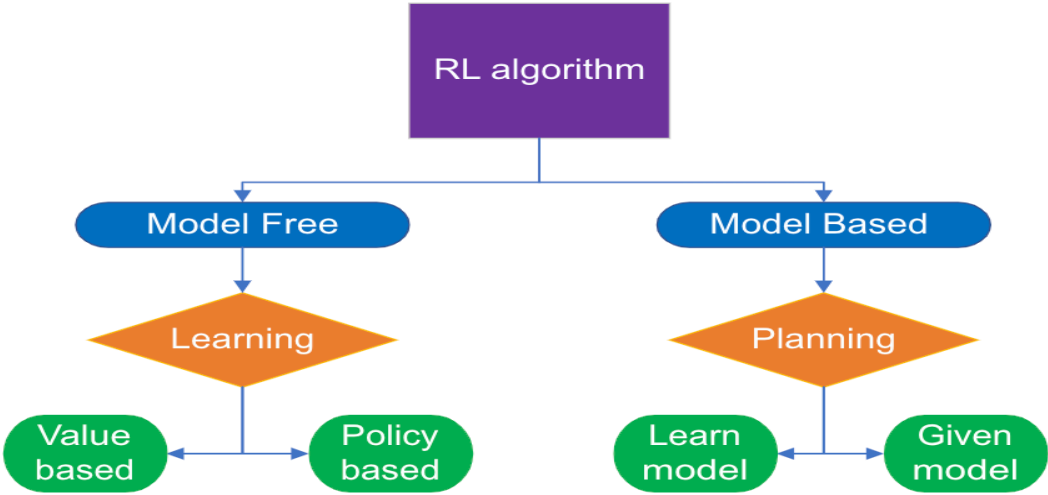 RL algorithm
Model Free
Model Based
Learning
Planning
Value
based
Policy
based
Learn
model
Given
model